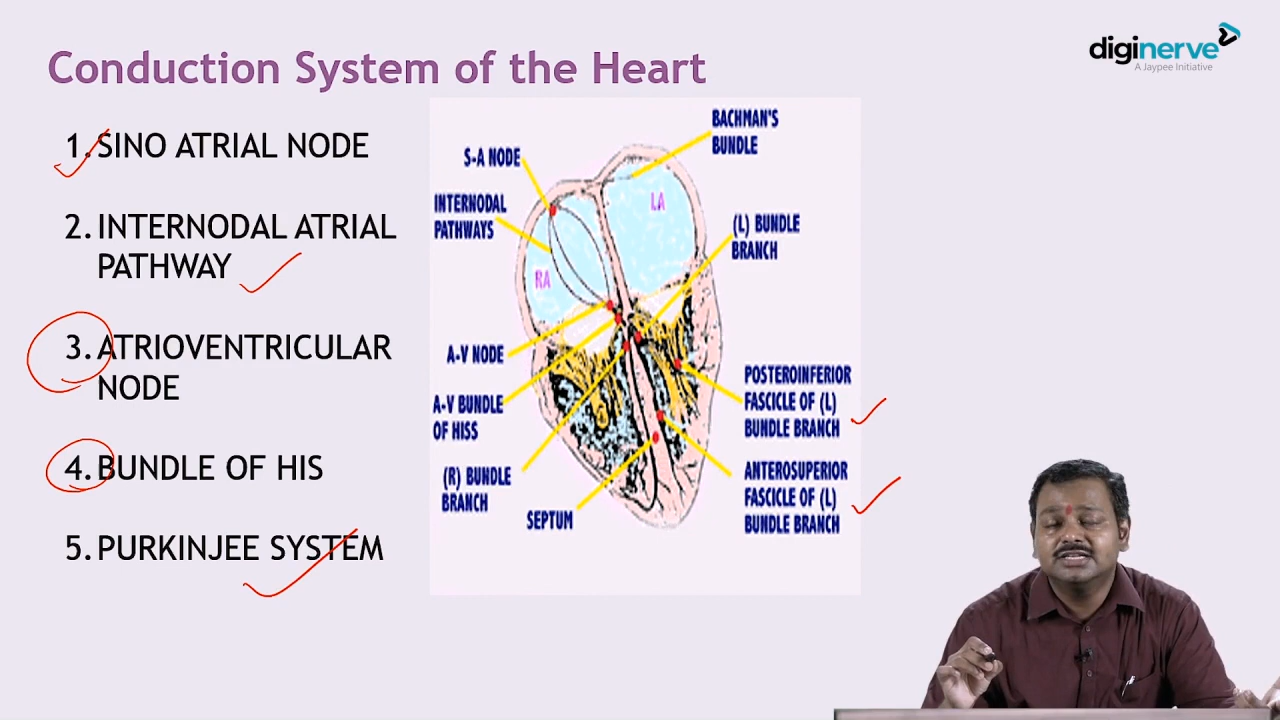 Conduction System of the Heart
diginerve
A Jaypee Initiative
1. SINO ATRIAL NODE
2. INTERNODAL ATRIAL
PATHWAY
3. ATRIOVENTRICULAR
NODE
4. BUNDLE OF HIS
5. PURKINJEE SYSTEM
BACHMAN'S
BUNDLE
S-A NODE
INTERNODAL
PATHWAYS
LA
(L) BUNDLE
BRANCH
RA
A-V NODE
A-V BUNDLE
OF HISS
(R) BUNDLE
BRANCH
SEPTUM
POSTEROINFERIOR
FASCICLE OF (L)
BUNDLE BRANCH
ANTEROSUPERIOR
FASCICLE OF (L)
BUNDLE BRANCH